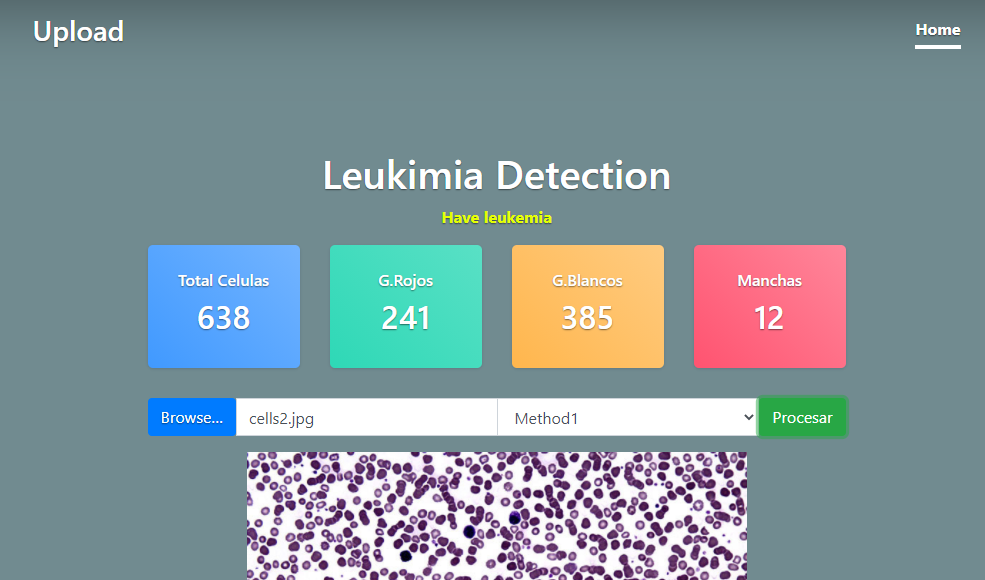 Upload
Home
Leukimia Detection
Have leukemia
Total Celulas
638
G.Rojos
241
G.Blancos
385
Manchas
12
Browse...
cells2.jpg
Method1
Procesar